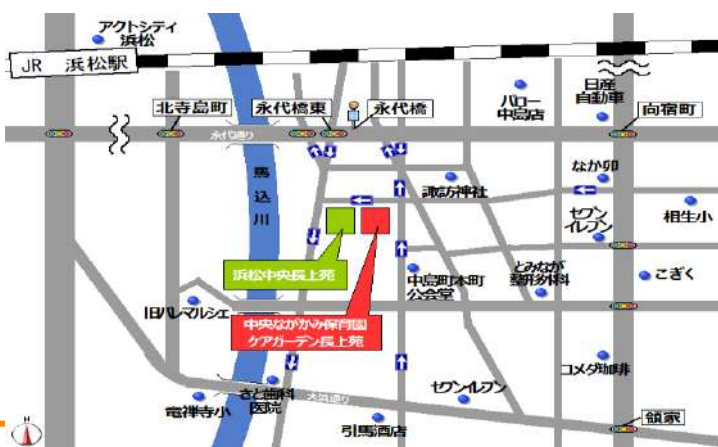 アクトシティ
浜松
JR 浜松駅
北寺島町
永代橋東
永代橋
バロー
中島店
日産
自動車
向宿町
永代通り
馬込川
諏訪神社
なか卯
セブン
イレブン
相生小
浜松中央長上苑
中島町本町
公会堂
とみなが
整形外科
こぎく
旧パレマルシェ
中央ながかみ保育園
ケアガーデン長上苑
さと歯科
医院
竜禅寺小
セブンイレブン
コメダ珈琲
引馬酒店
領家